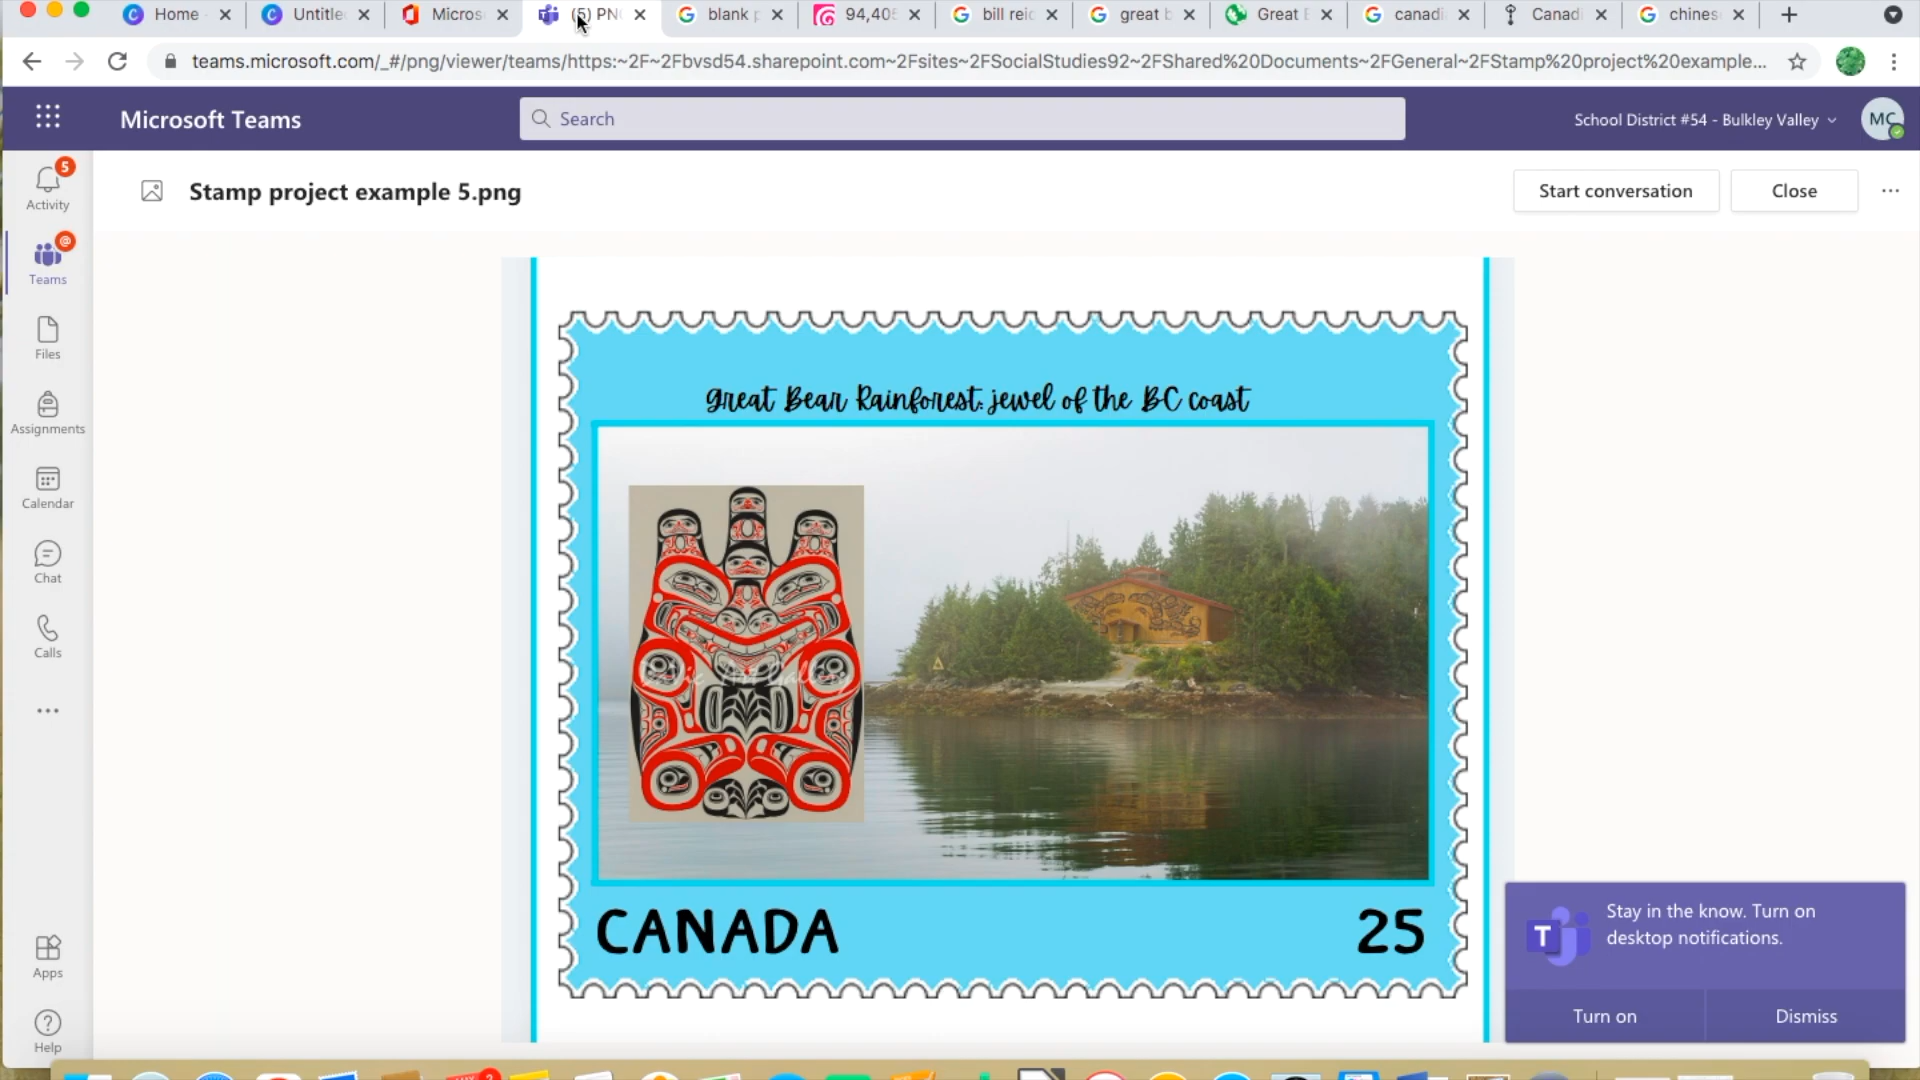 Home
Untitle
Micros
(5) PN
blank p
94,40
bill reid
great b
Great B
canadi
Canad
chines
teams.microsoft.com/_#/png/viewer/teams/https:~2F~2Fbvsd54.sharepoint.com~2Fsites~2FSocialStudies92~2FShared%20Documents~2FGeneral~2FStamp%20project%20example...
Microsoft Teams
Search
School District #54 - Bulkley Valley
MC
5
Activity
@
Teams
Files
Assignments
Calendar
Chat
Calls
Apps
Help
Stamp project example 5.png
Start conversation
Close
Great Bear Rainforest: jewel of the BC coast
CANADA
25
T
Stay in the know. Turn on
desktop notifications.
Turn on
Dismiss